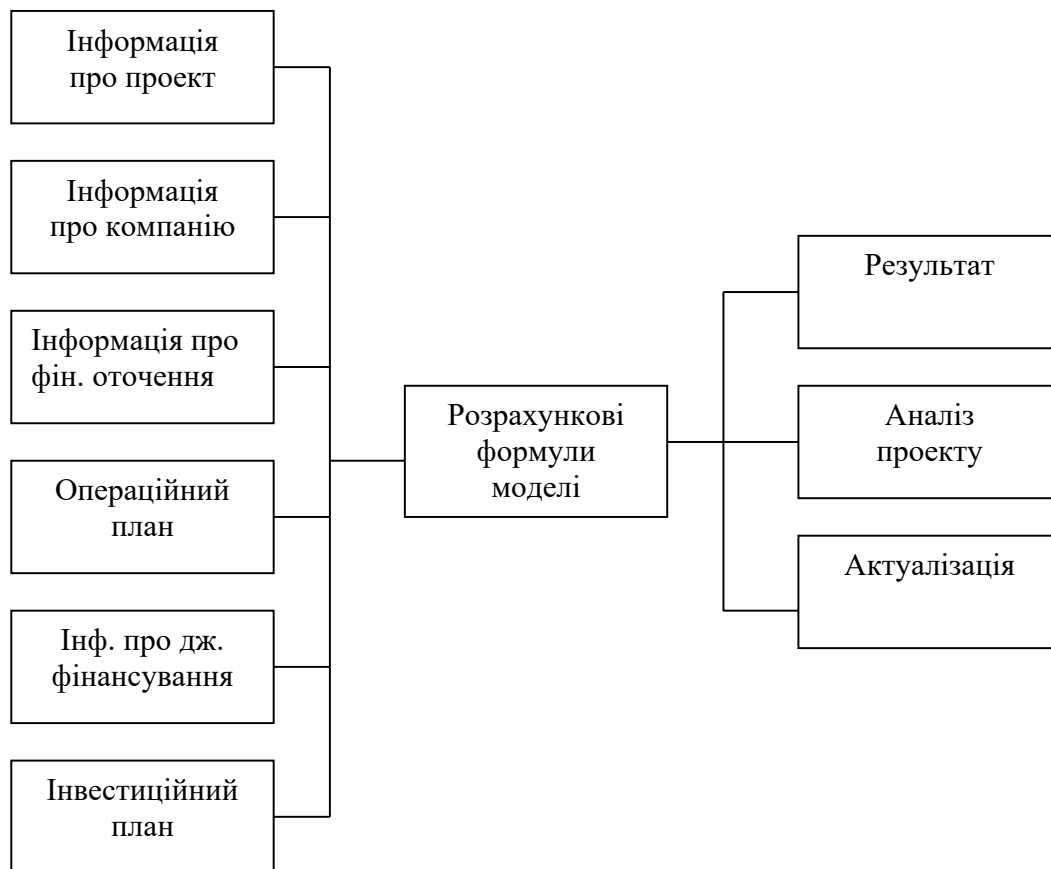 Інформація
про проект
Інформація
про компанію
Інформація про
фін. оточення
Операційний
план
Інф. про дж.
фінансування
Інвестиційний
план
Розрахункові
формули
моделі
Результат
Аналіз
проекту
Актуалізація